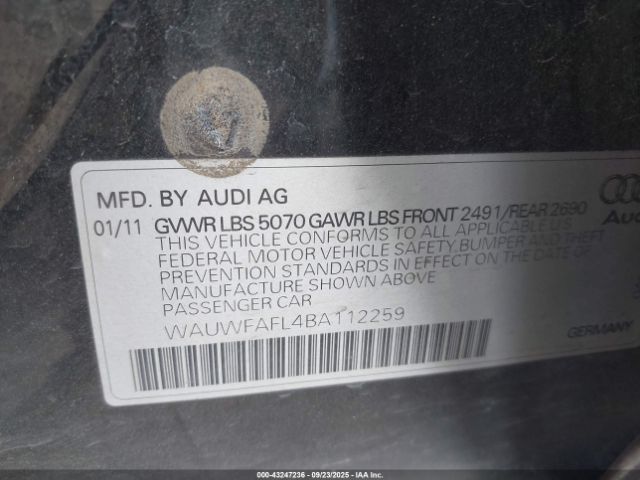 MFD. BY AUDI AG
01/11 GVWR LBS 5070 GAWR LBS FRONT 2491/REAR 2690
THIS VEHICLE CONFORMS TO ALL APPLICABLE U.S
FEDERAL MOTOR VEHICLE SAFETY, BUMPER AND THEFT
PREVENTION STANDARDS IN EFFECT ON THE DATE OF
MANUFACTURE SHOWN ABOVE
PASSENGER CAR
WAUWFAFL4BA112259
GERMANY
000-43247236 - 09/23/2025 - IAA Inc.